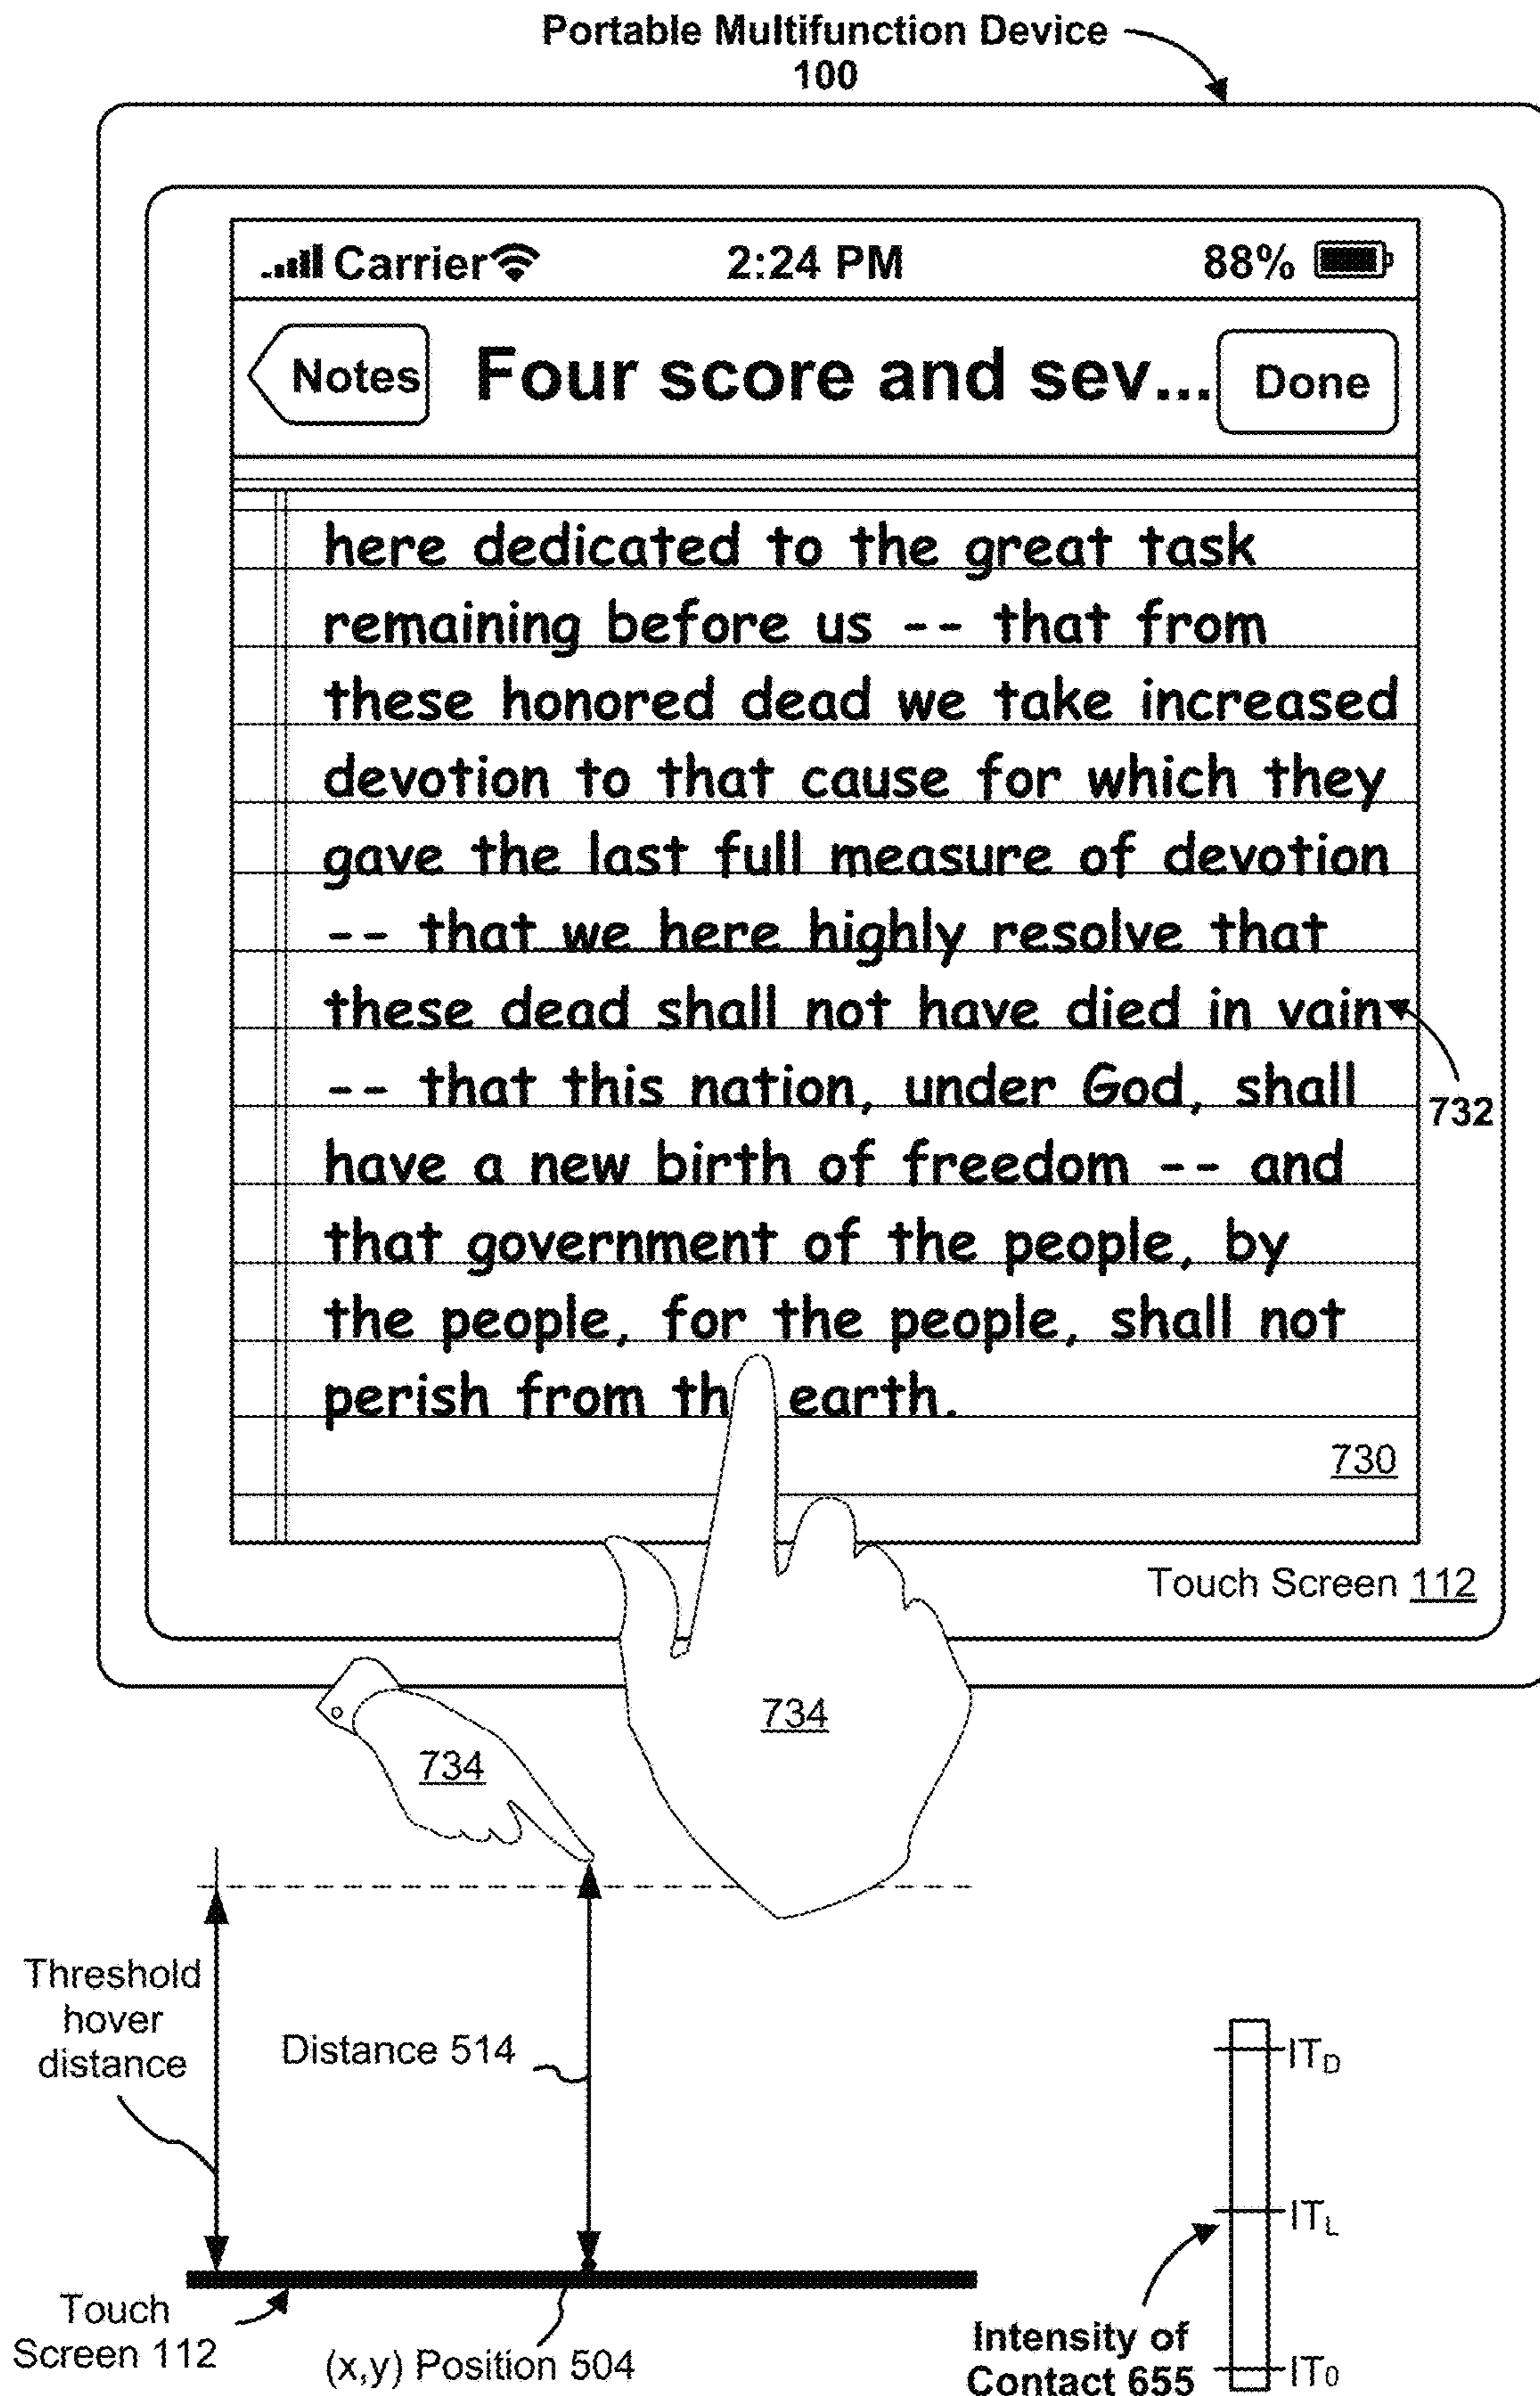 Portable Multifunction Device
100
Carrier 2:24 PM 88%
Notes Four score and sev... Done
here dedicated to the great task
remaining before us -- that from
these honored dead we take increased
devotion to that cause for which they
gave the last full measure of devotion
-- that we here highly resolve that
these dead shall not have died in vain
-- that this nation, under God, shall
732
have a new birth of freedom -- and
that government of the people, by
the people, for the people, shall not
perish from th earth.
730
Touch Screen 112
734
734
Threshold
hover
distance
Distance 514
Touch
Screen 112
(x,y) Position 504
IT_D
IT_L
IT_0
Intensity of
Contact 655